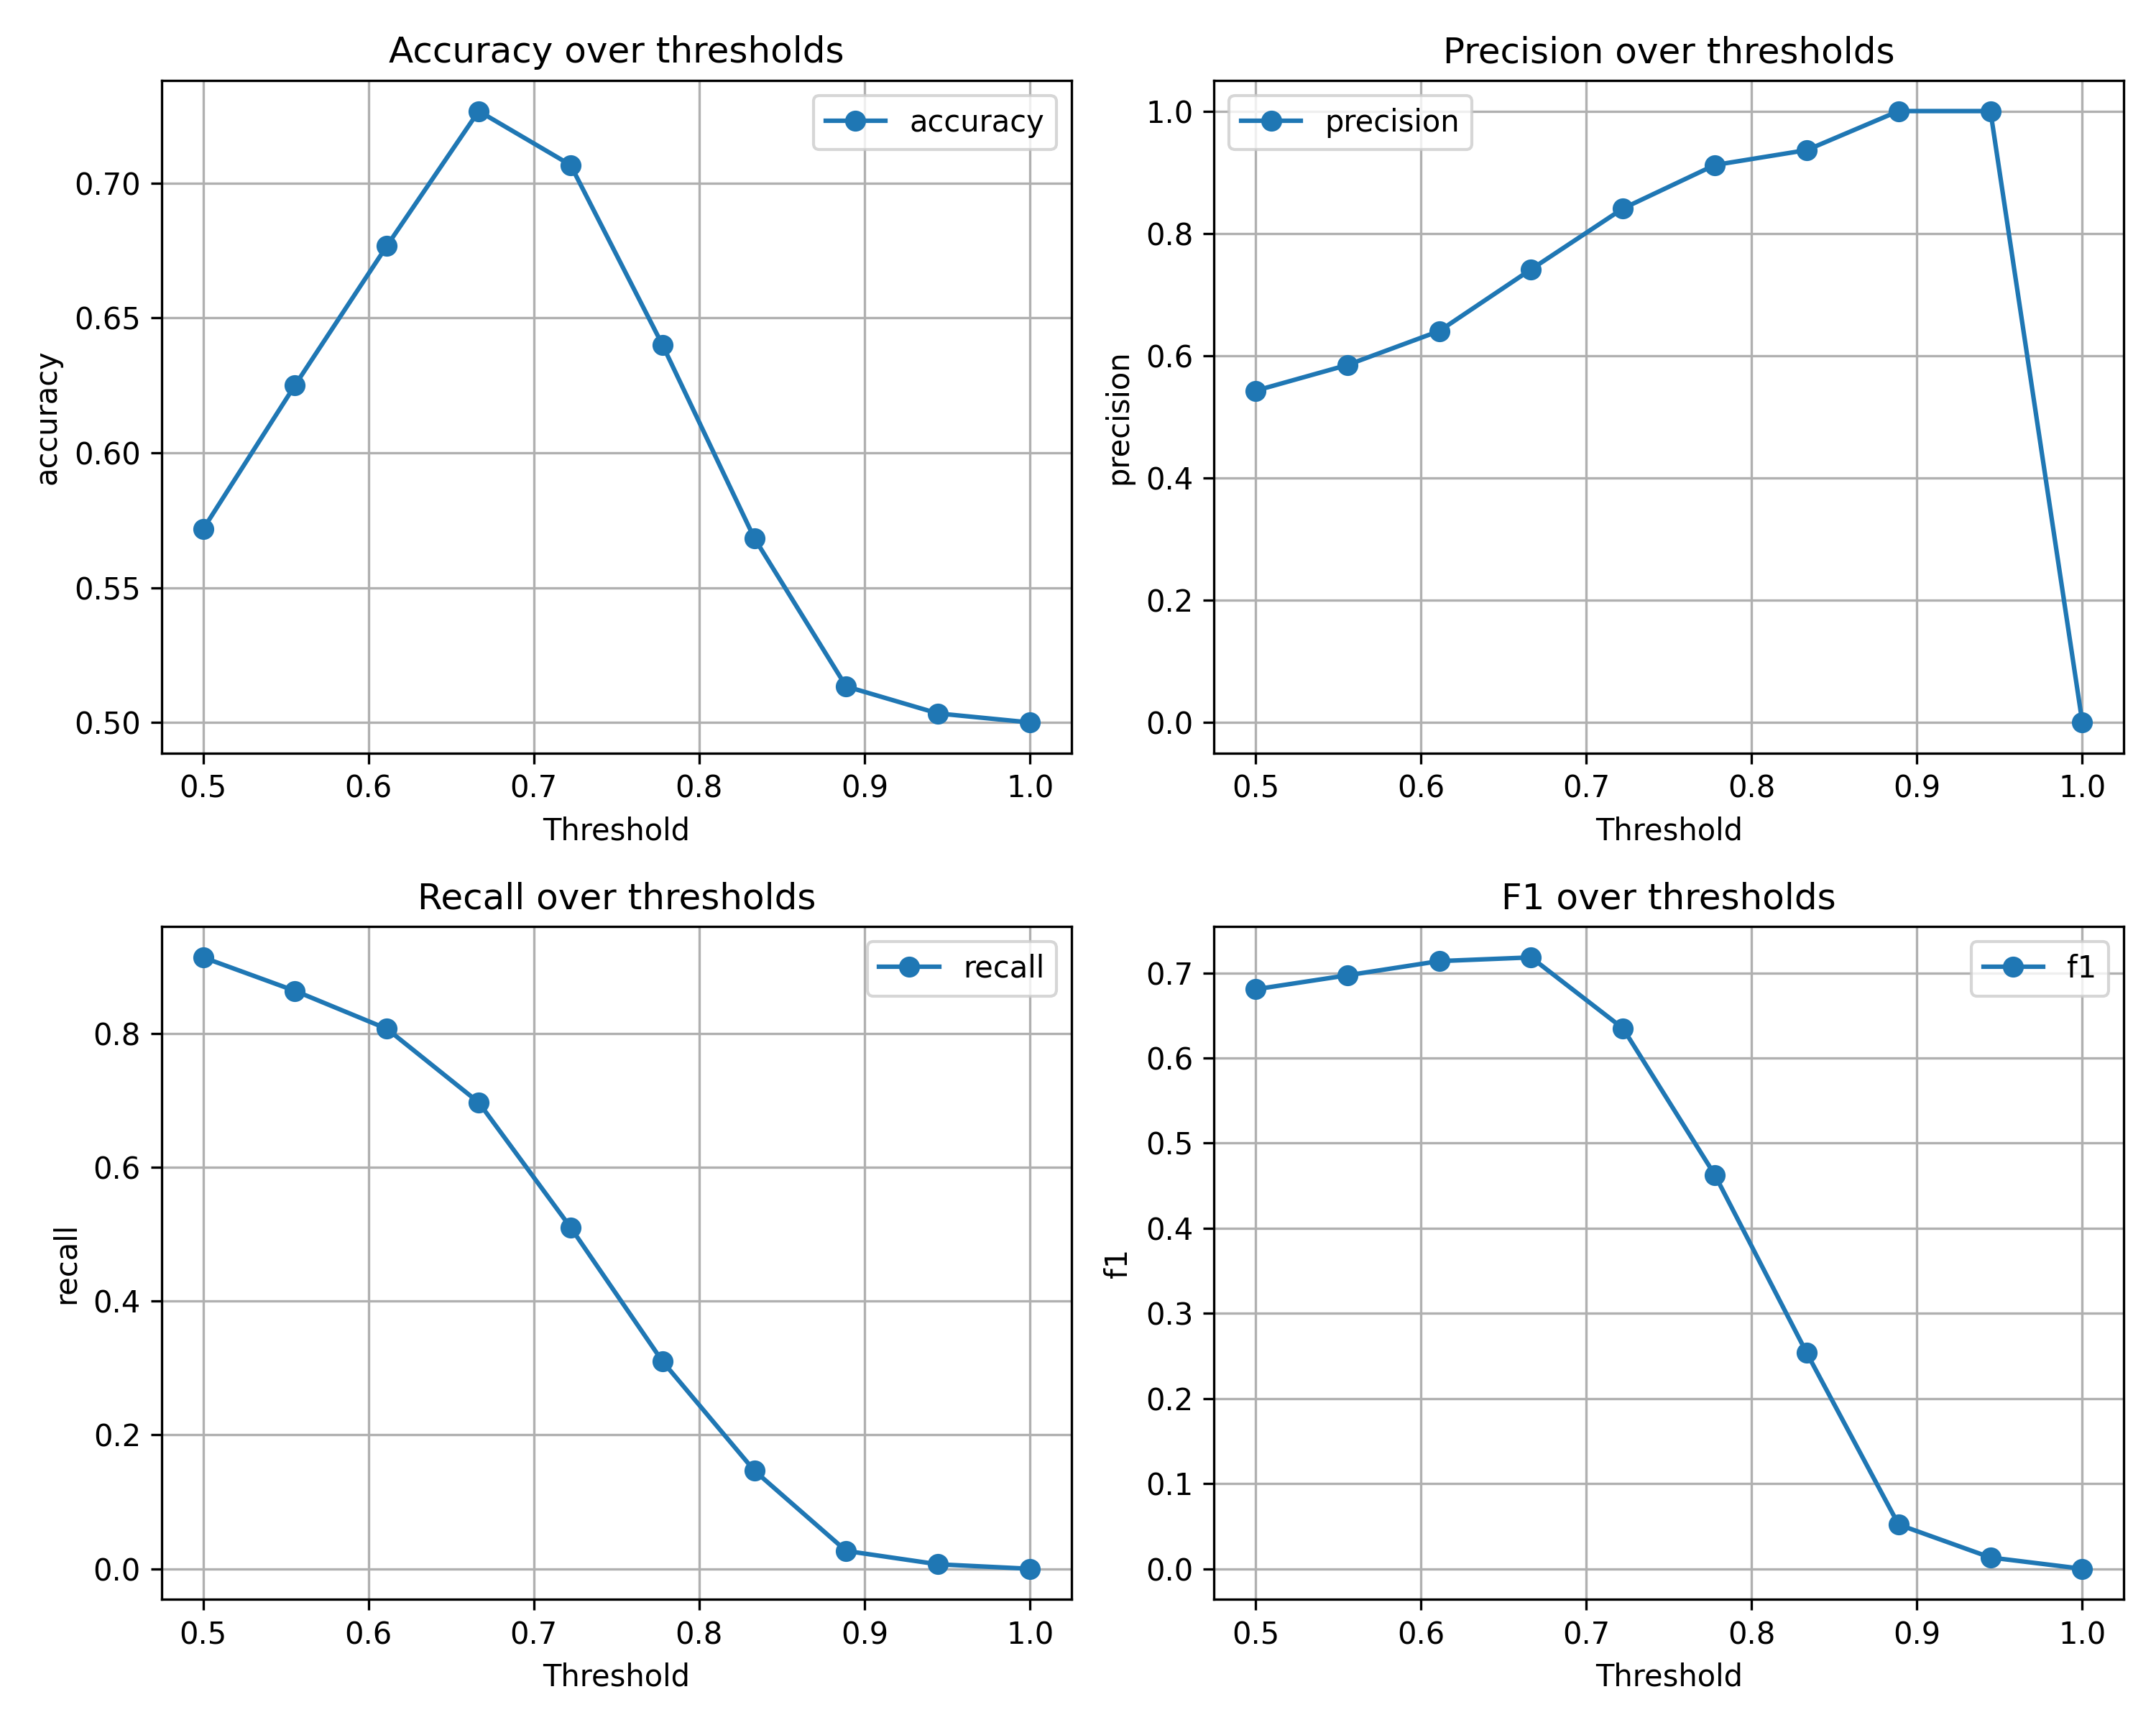 Accuracy over thresholds
accuracy
accuracy
0.70
0.65
0.60
0.55
0.50
0.5 0.6 0.7 0.8 0.9 1.0
Threshold
Precision over thresholds
precision
precision
1.0
0.8
0.6
0.4
0.2
0.0
0.5 0.6 0.7 0.8 0.9 1.0
Threshold
Recall over thresholds
recall
recall
0.8
0.6
0.4
0.2
0.0
0.5 0.6 0.7 0.8 0.9 1.0
Threshold
F1 over thresholds
f1
f1
0.7
0.6
0.5
0.4
0.3
0.2
0.1
0.0
0.5 0.6 0.7 0.8 0.9 1.0
Threshold